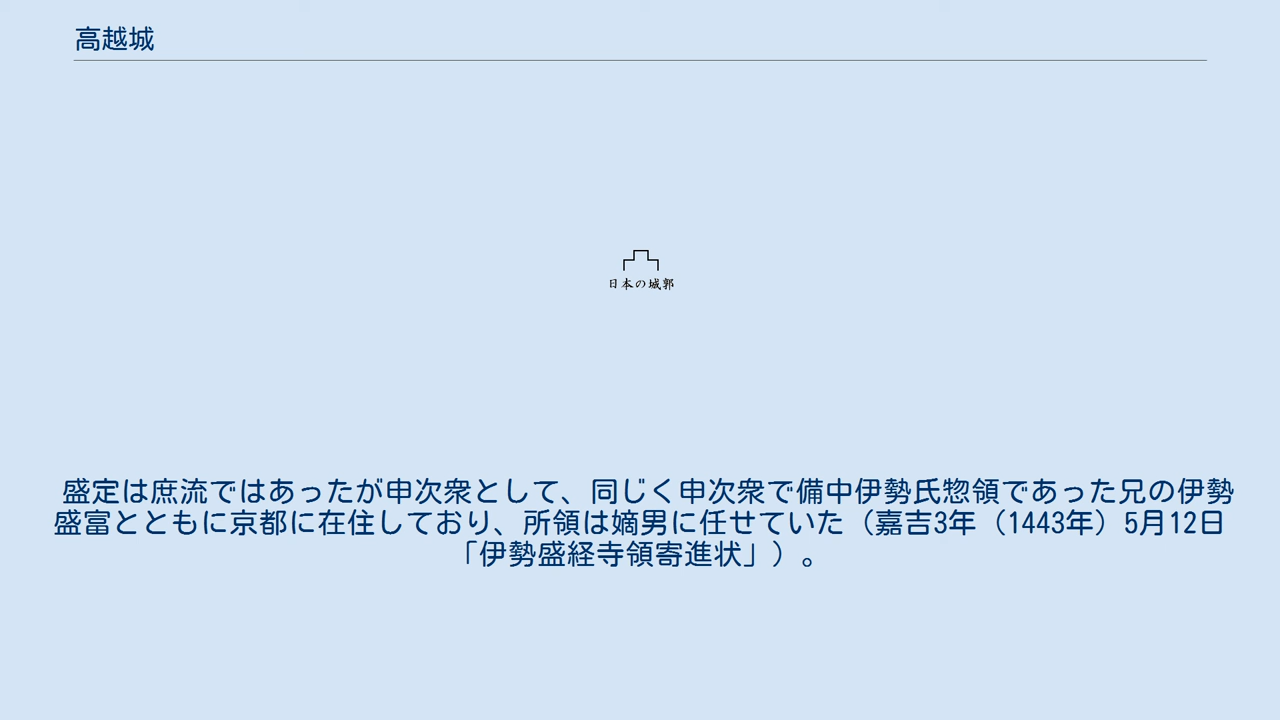 高越城
日本の城郭
盛定は庶流ではあったが申次衆として、同じく申次衆で備中伊勢氏惣領であった兄の伊勢
盛富とともに京都に在住しており、所領は嫡男に任せていた（嘉吉3年（1443年）5月12日
「伊勢盛経寺領寄進状」）。